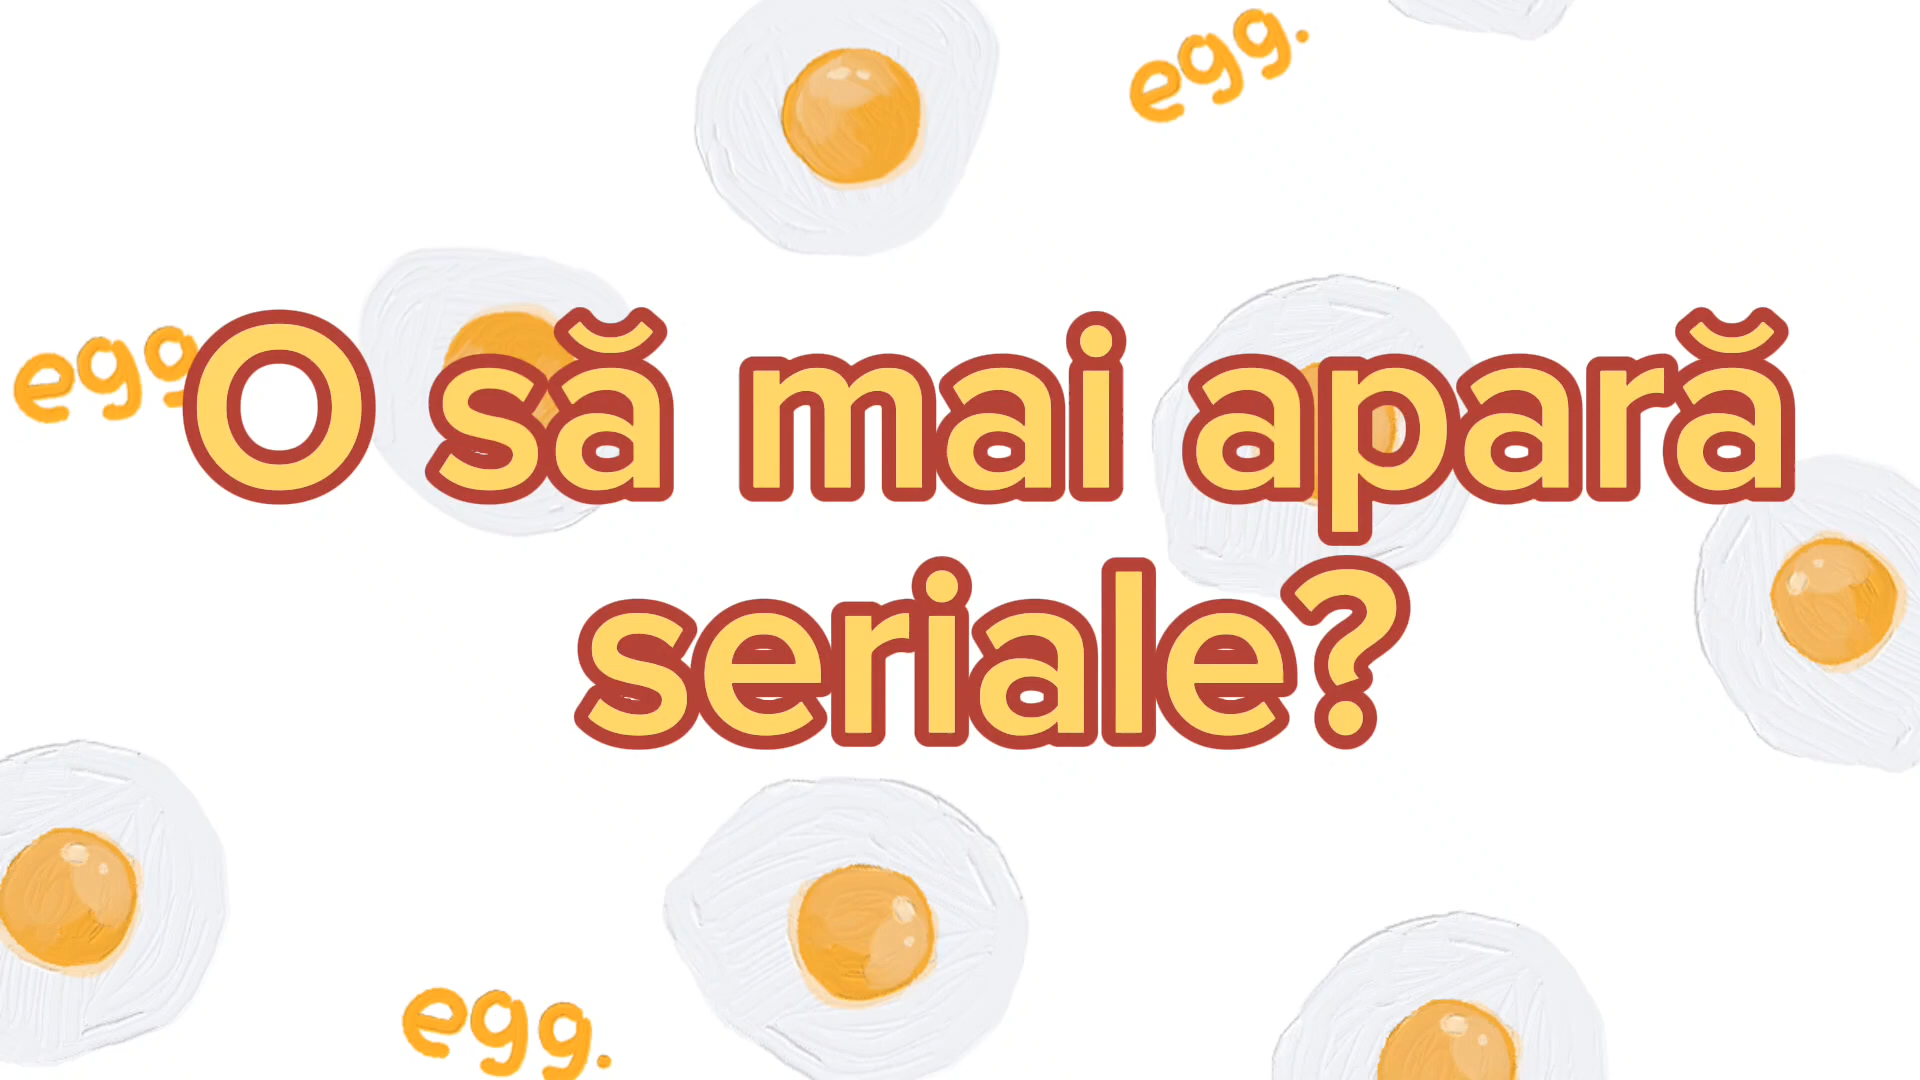 egg.
egg
O să mai apară
seriale?
egg.